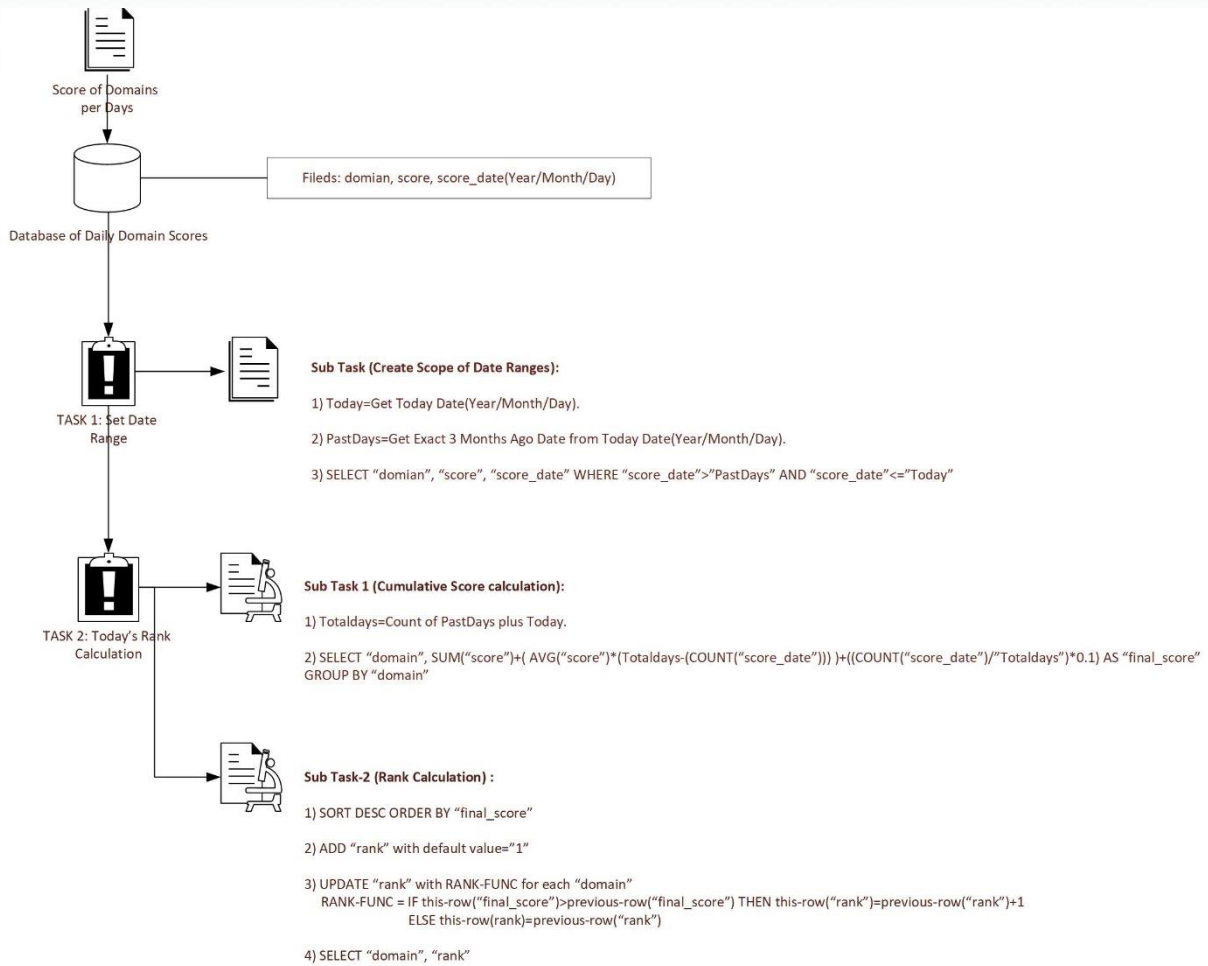 Score of Domains
per Days
Fileds: domian, score, score_date(Year/Month/Day)
Database of Daily Domain Scores
TASK 1: Set Date
Range
Sub Task (Create Scope of Date Ranges):
1) Today=Get Today Date(Year/Month/Day).
2) PastDays=Get Exact 3 Months Ago Date from Today Date(Year/Month/Day).
3) SELECT “domian”, “score”, “score_date” WHERE “score_date”>”PastDays” AND “score_date”<=”Today”
TASK 2: Today’s Rank
Calculation
Sub Task 1 (Cumulative Score calculation):
1) Totaldays=Count of PastDays plus Today.
2) SELECT “domain”, SUM(“score”)+( AVG(“score”)*(Totaldays-(COUNT(“score_date”))) )+((COUNT(“score_date”)/”Totaldays”)*0.1) AS “final_score”
GROUP BY “domain”
Sub Task-2 (Rank Calculation) :
1) SORT DESC ORDER BY “final_score”
2) ADD “rank” with default value=”1”
3) UPDATE “rank” with RANK-FUNC for each “domain”
RANK-FUNC = IF this-row(“final_score”)>previous-row(“final_score”) THEN this-row(“rank”)=previous-row(“rank”)+1
ELSE this-row(rank)=previous-row(“rank”)
4) SELECT “domain”, “rank”